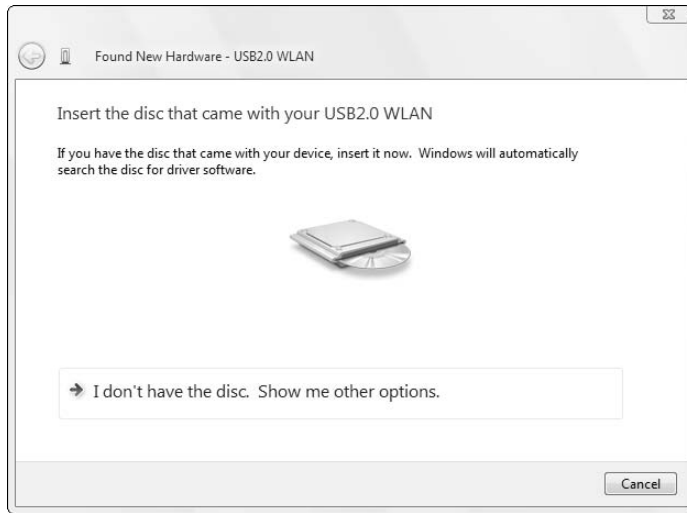 Found New Hardware - USB2.0 WLAN
Insert the disc that came with your USB2.0 WLAN
If you have the disc that came with your device, insert it now.  Windows will automatically
search the disc for driver software.
I don't have the disc.  Show me other options.
Cancel